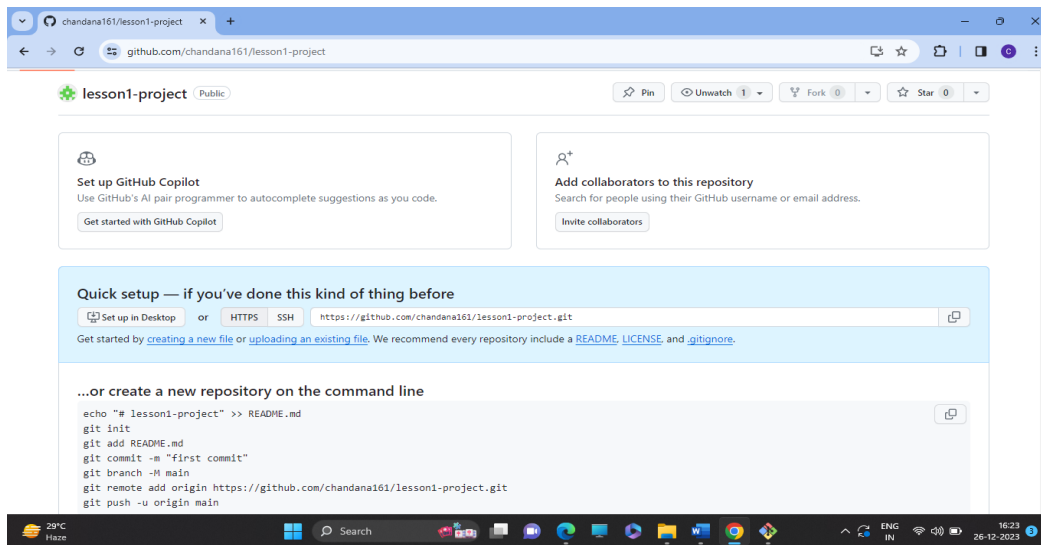 chandana161/lesson1-project
github.com/chandana161/lesson1-project
C
lesson1-project Public
Pin Unwatch 1 Fork 0 Star 0
Set up GitHub Copilot
Use GitHub's AI pair programmer to autocomplete suggestions as you code.
Get started with GitHub Copilot
Add collaborators to this repository
Search for people using their GitHub username or email address.
Invite collaborators
Quick setup — if you've done this kind of thing before
Set up in Desktop or HTTPS SSH https://github.com/chandana161/lesson1-project.git
Get started by creating a new file or uploading an existing file. We recommend every repository include a README, LICENSE, and .gitignore.
...or create a new repository on the command line
echo "# lesson1-project" >> README.md
git init
git add README.md
git commit -m "first commit"
git branch -M main
git remote add origin https://github.com/chandana161/lesson1-project.git
git push -u origin main
29°C
Haze
Search
ENG
IN
16:23
26-12-2023
3